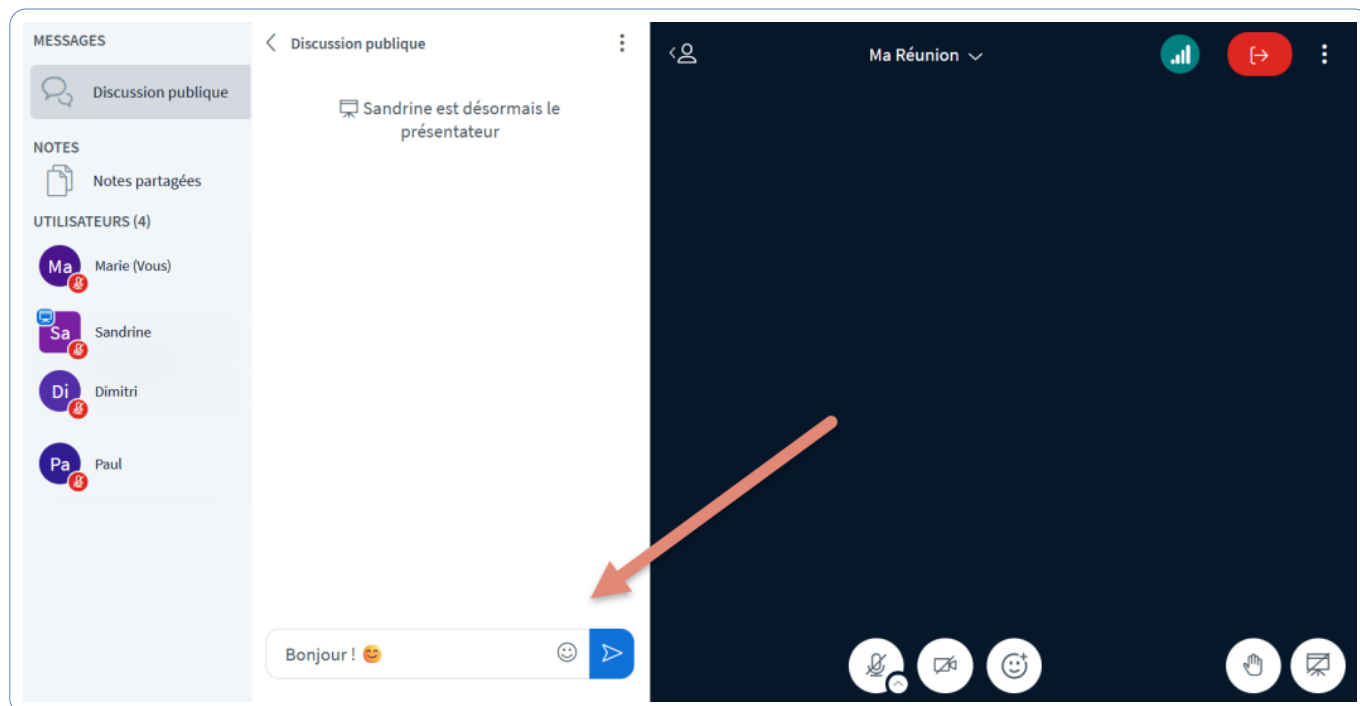 MESSAGES
Discussion publique
NOTES
Notes partagées
UTILISATEURS (4)
Ma
Marie (Vous)
Sa
Sandrine
Di
Dimitri
Pa
Paul
Discussion publique
Sandrine est désormais le
présentateur
Bonjour ! 😊
Ma Réunion